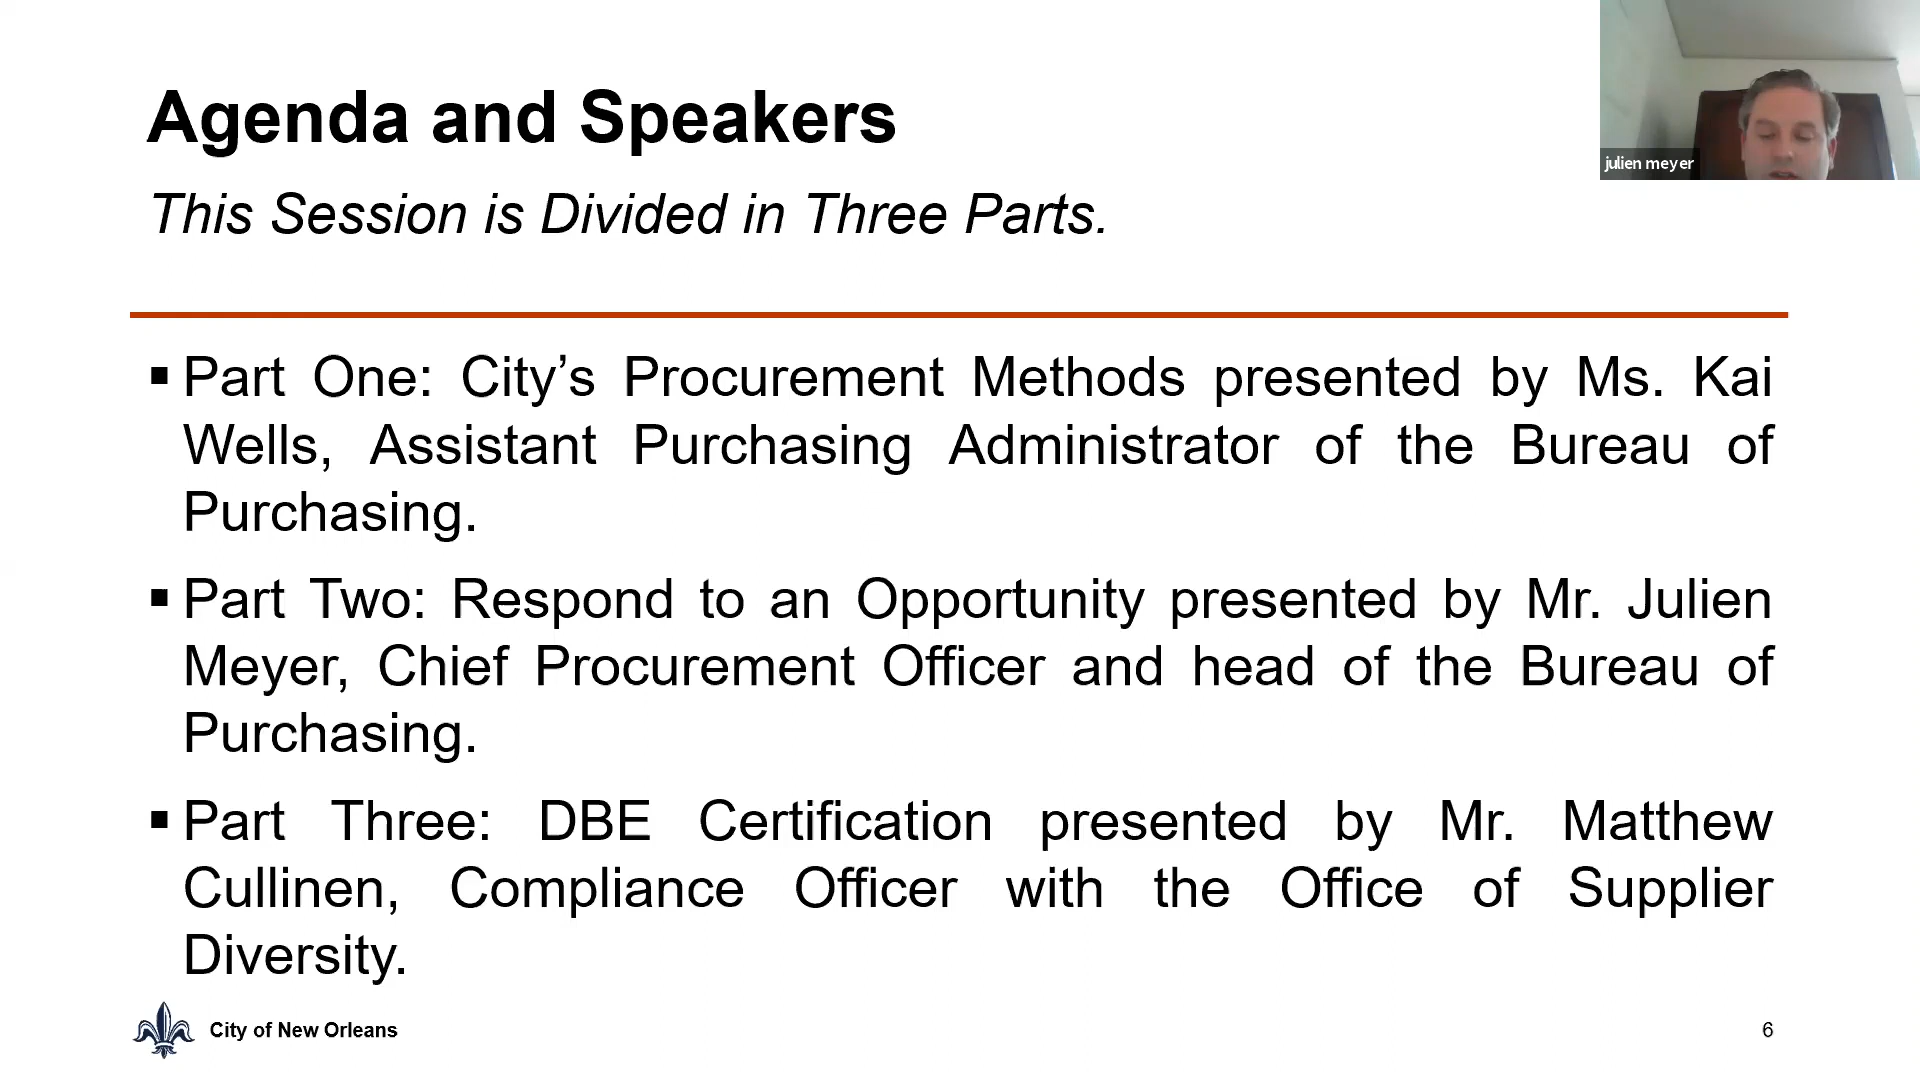 Agenda and Speakers
julien meyer
This Session is Divided in Three Parts.
▪ Part One: City’s Procurement Methods presented by Ms. Kai
Wells, Assistant Purchasing Administrator of the Bureau of
Purchasing.
▪ Part Two: Respond to an Opportunity presented by Mr. Julien
Meyer, Chief Procurement Officer and head of the Bureau of
Purchasing.
▪ Part Three: DBE Certification presented by Mr. Matthew
Cullinen, Compliance Officer with the Office of Supplier
Diversity.
City of New Orleans
6